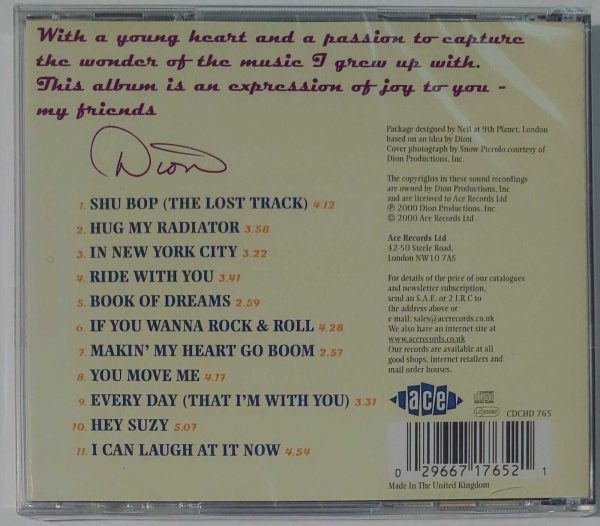 With a young heart and a passion to capture
the wonder of the music I grew up with.
This album is an expression of joy to you -
my friends
Dion
Package designed by Neil at 9th Planet, London
based on an idea by Dion
Cover photograph by Snow Piccolo courtesy of
Dion Productions, Inc.
The copyrights in these sound recordings
are owned by Dion Productions, Inc
and are licensed to Ace Records Ltd
℗ 2000 Dion Productions, Inc
© 2000 Ace Records Ltd
Ace Records Ltd
42-50 Steele Road,
London NW10 7AS
For details of the price of our catalogues
and newsletter subscription,
send an S.A.E. or 2 I.R.C to
the address above or
e-mail: sales@acerecords.co.uk
We also have an internet site at
www.acerecords.co.uk
Our records are available at all
good shops, internet retailers and
mail order houses.
1. SHU BOP (THE LOST TRACK) 4.12
2. HUG MY RADIATOR 3.58
3. IN NEW YORK CITY 3.22
4. RIDE WITH YOU 3.41
5. BOOK OF DREAMS 2.59
6. IF YOU WANNA ROCK & ROLL 4.28
7. MAKIN' MY HEART GO BOOM 2.57
8. YOU MOVE ME 4.17
9. EVERY DAY (THAT I'M WITH YOU) 3.31
10. HEY SUZY 5.07
11. I CAN LAUGH AT IT NOW 4.54
ace
CDCHD 765
0 29667 17652 1
Made In The United Kingdom